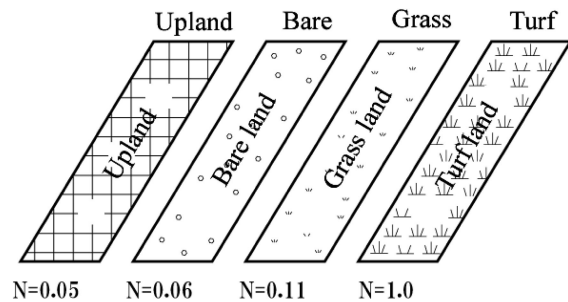 Upland Bare Grass Turf
Upland
Bare land
Grass land
Turf land
N=0.05 N=0.06 N=0.11 N=1.0